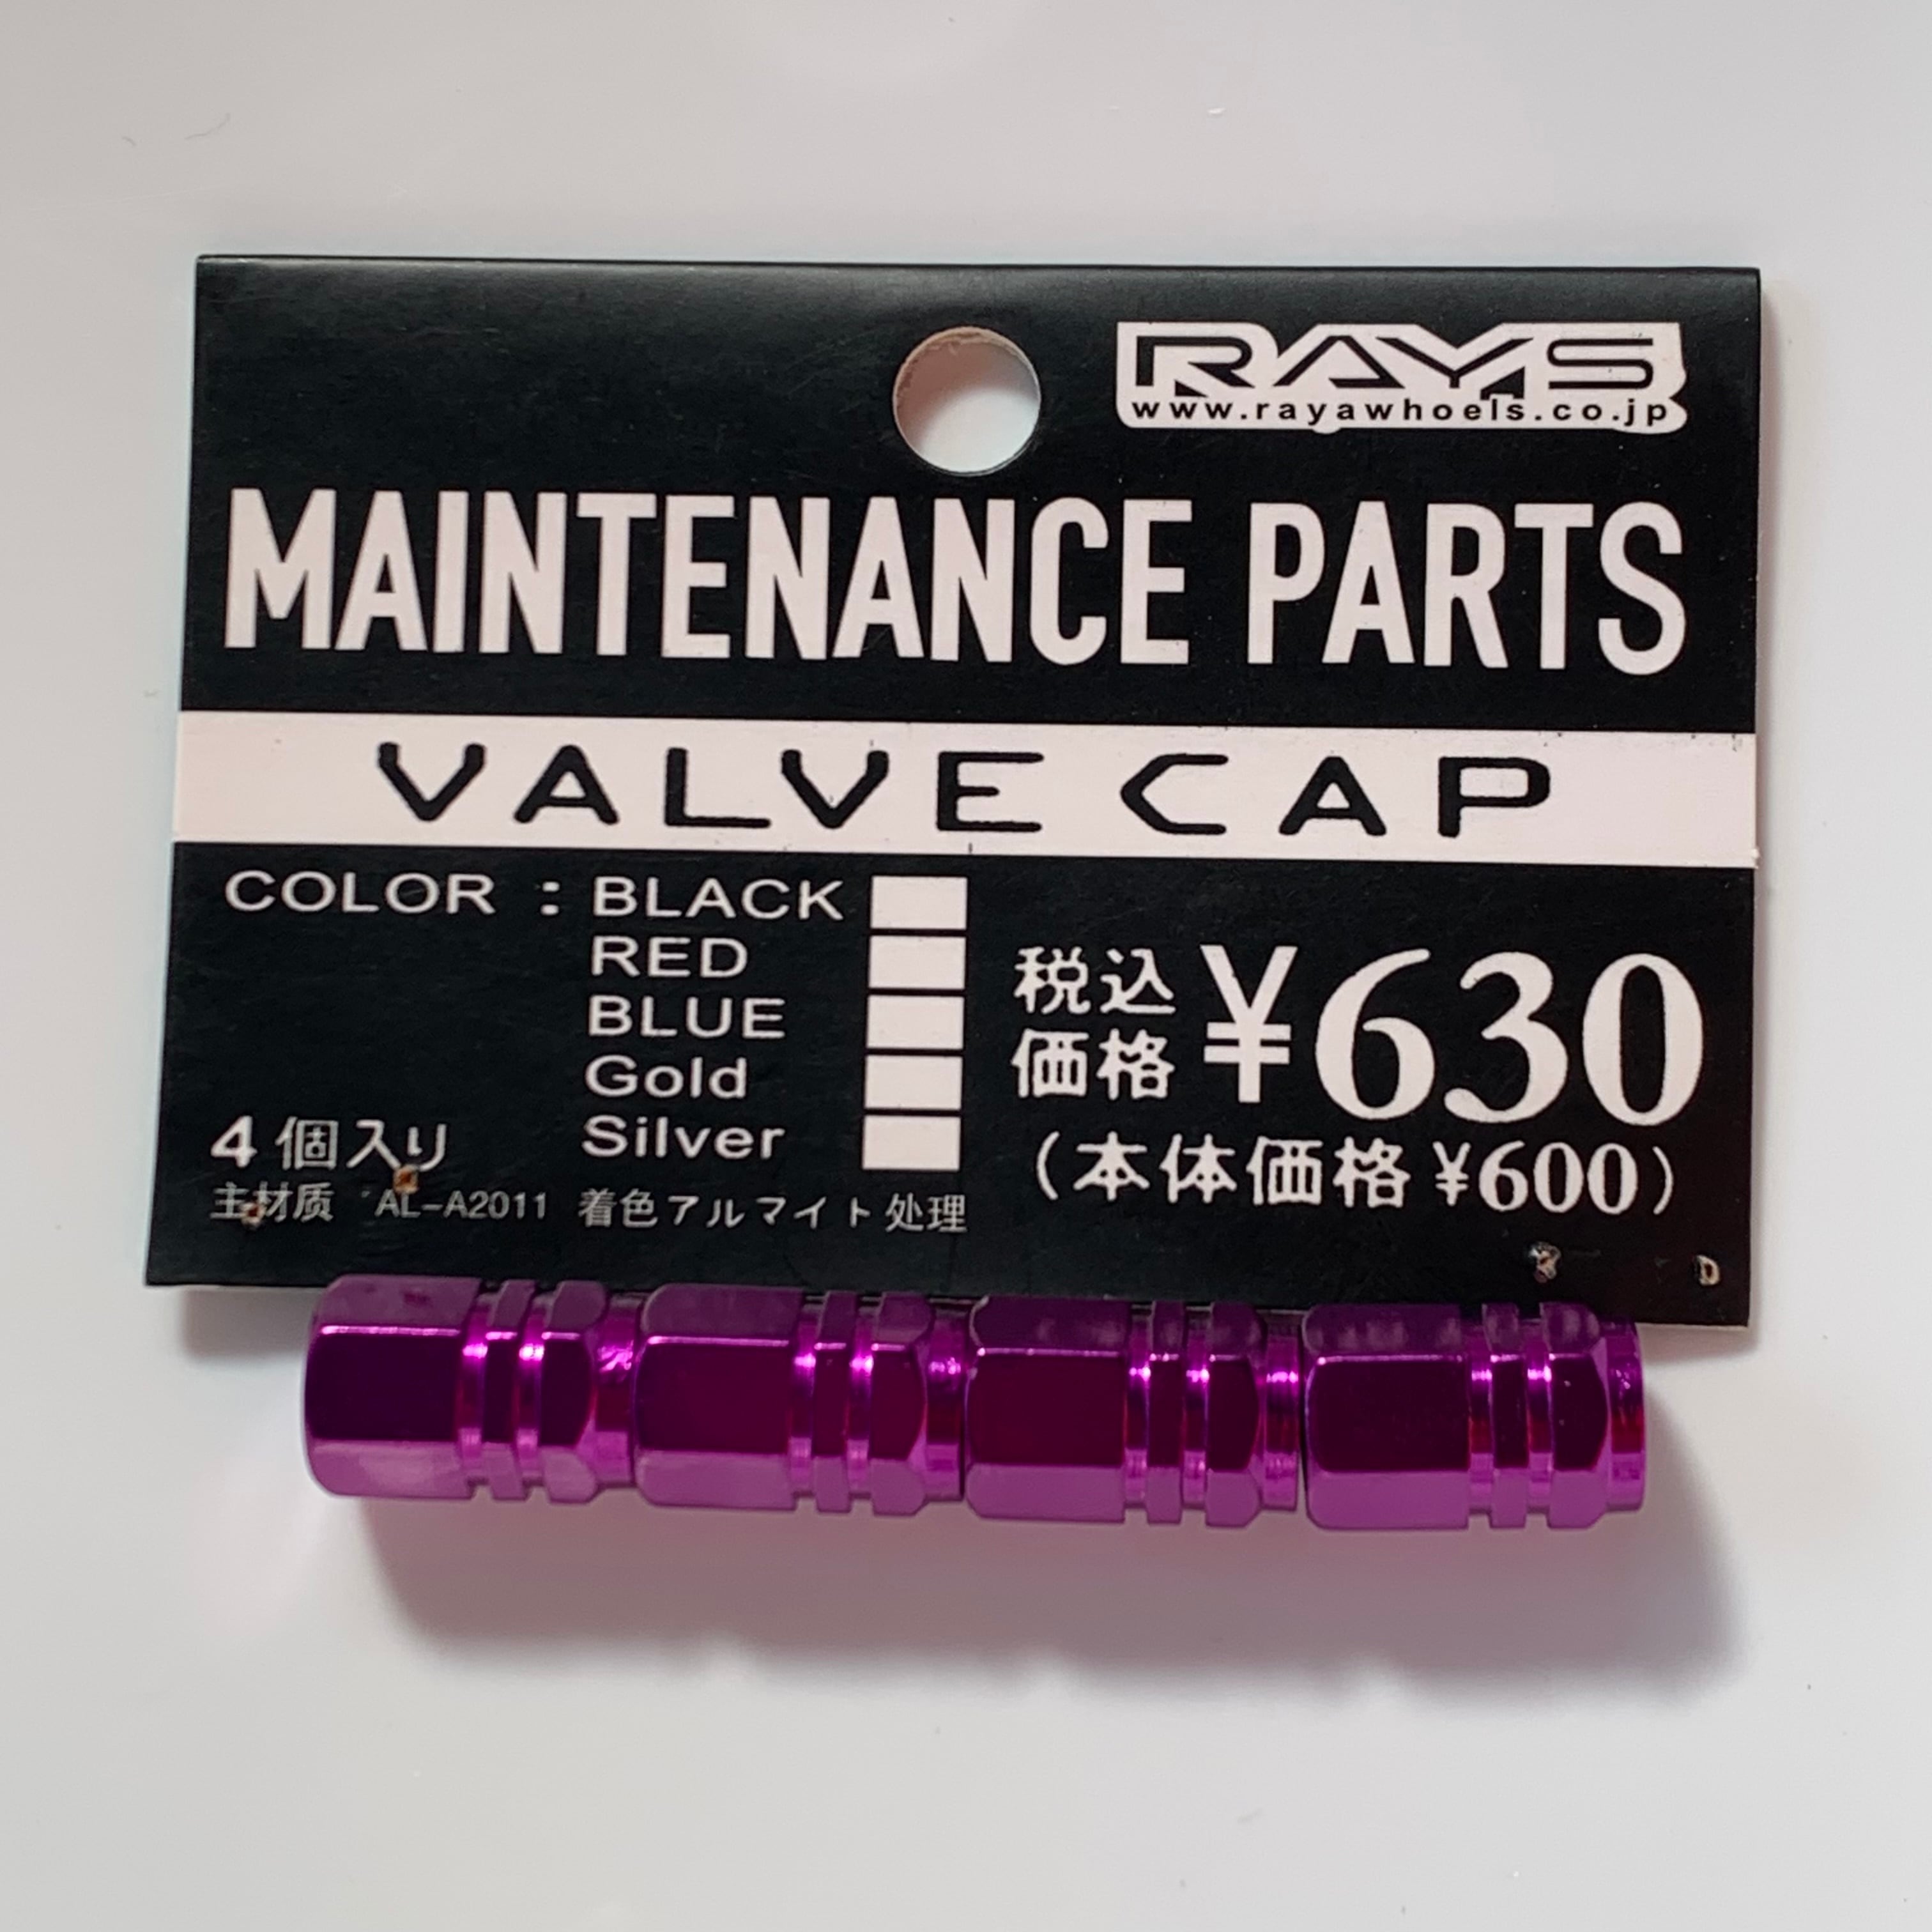 RAYS
www.rayawhoels.co.jp
MAINTENANCE PARTS
VALVE CAP
COLOR : BLACK
RED
BLUE
Gold
Silver
4個入り
主材质 AL-A2011 着色アルマイト处理
税込
価格 ¥630
(本体価格 ¥600)